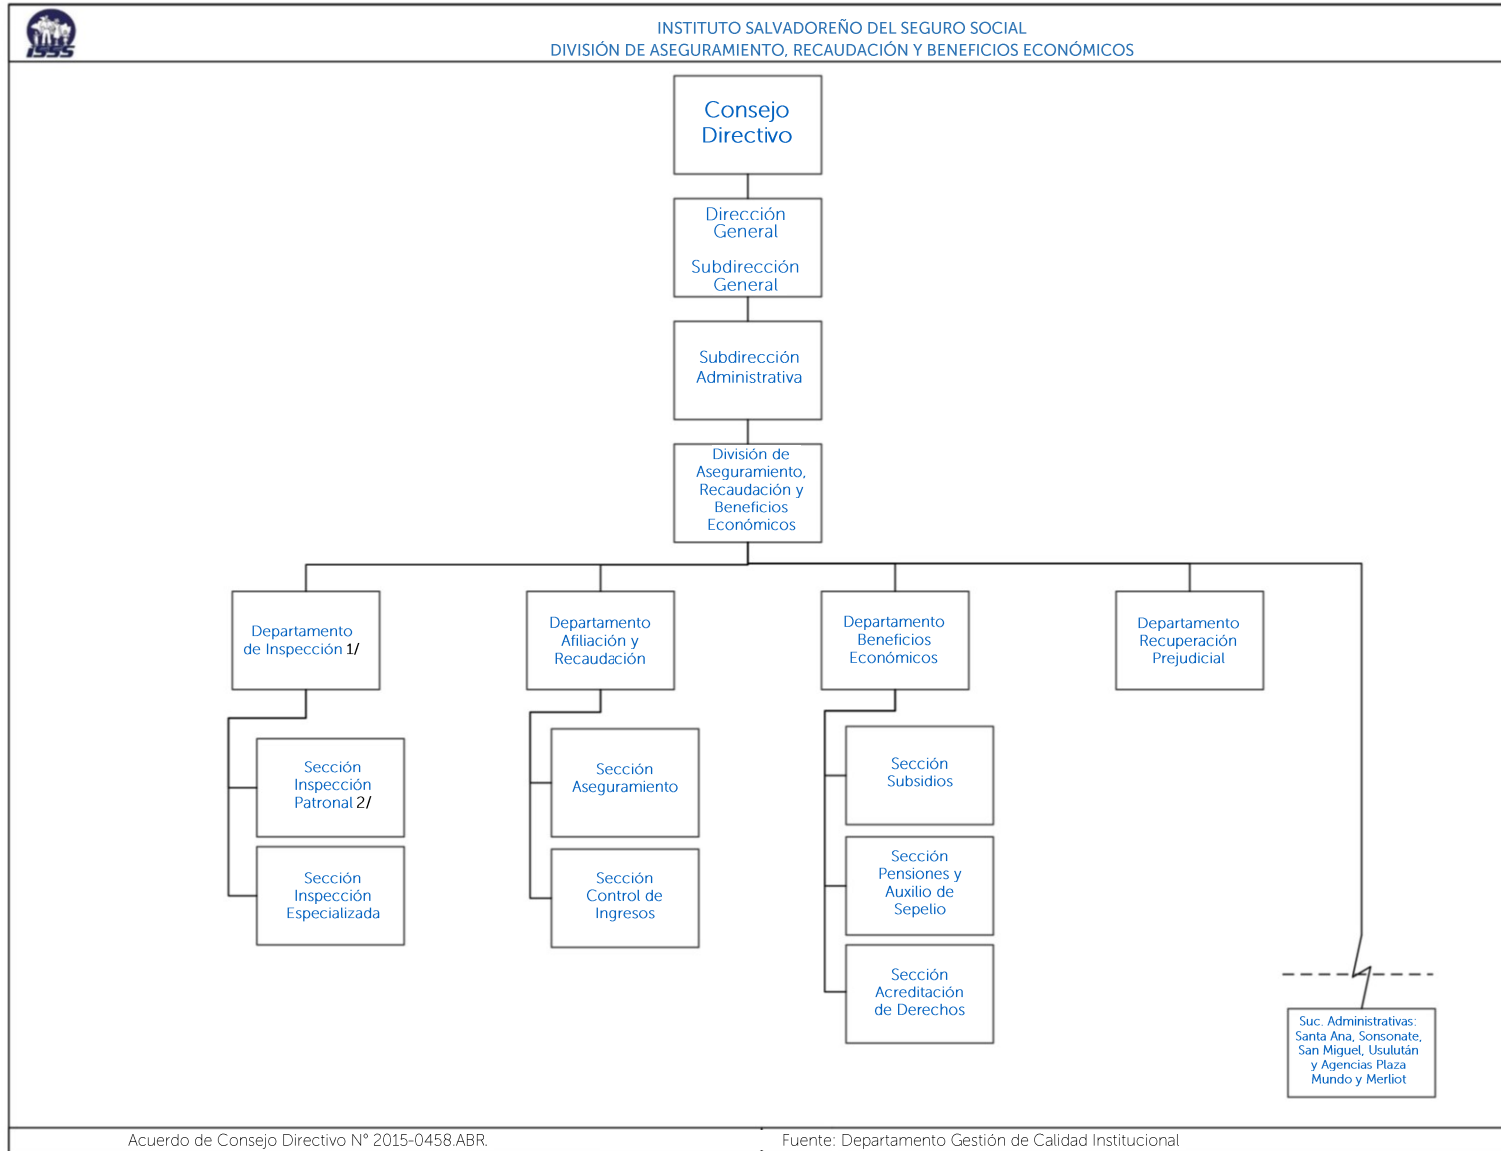 ISSS
INSTITUTO SALVADOREÑO DEL SEGURO SOCIAL
DIVISIÓN DE ASEGURAMIENTO, RECAUDACIÓN Y BENEFICIOS ECONÓMICOS
Consejo
Directivo
Dirección
General
Subdirección
General
Subdirección
Administrativa
División de
Aseguramiento,
Recaudación y
Beneficios
Económicos
Departamento
de Inspección 1/
Departamento
Afiliación y
Recaudación
Departamento
Beneficios
Económicos
Departamento
Recuperación
Prejudicial
Sección
Inspección
Patronal 2/
Sección
Inspección
Especializada
Sección
Aseguramiento
Sección
Control de
Ingresos
Sección
Subsidios
Sección
Pensiones y
Auxilio de
Sepelio
Sección
Acreditación
de Derechos
Suc. Administrativas:
Santa Ana, Sonsonate,
San Miguel, Usulután
y Agencias Plaza
Mundo y Merliot
Acuerdo de Consejo Directivo N° 2015-0458.ABR.
Fuente: Departamento Gestión de Calidad Institucional